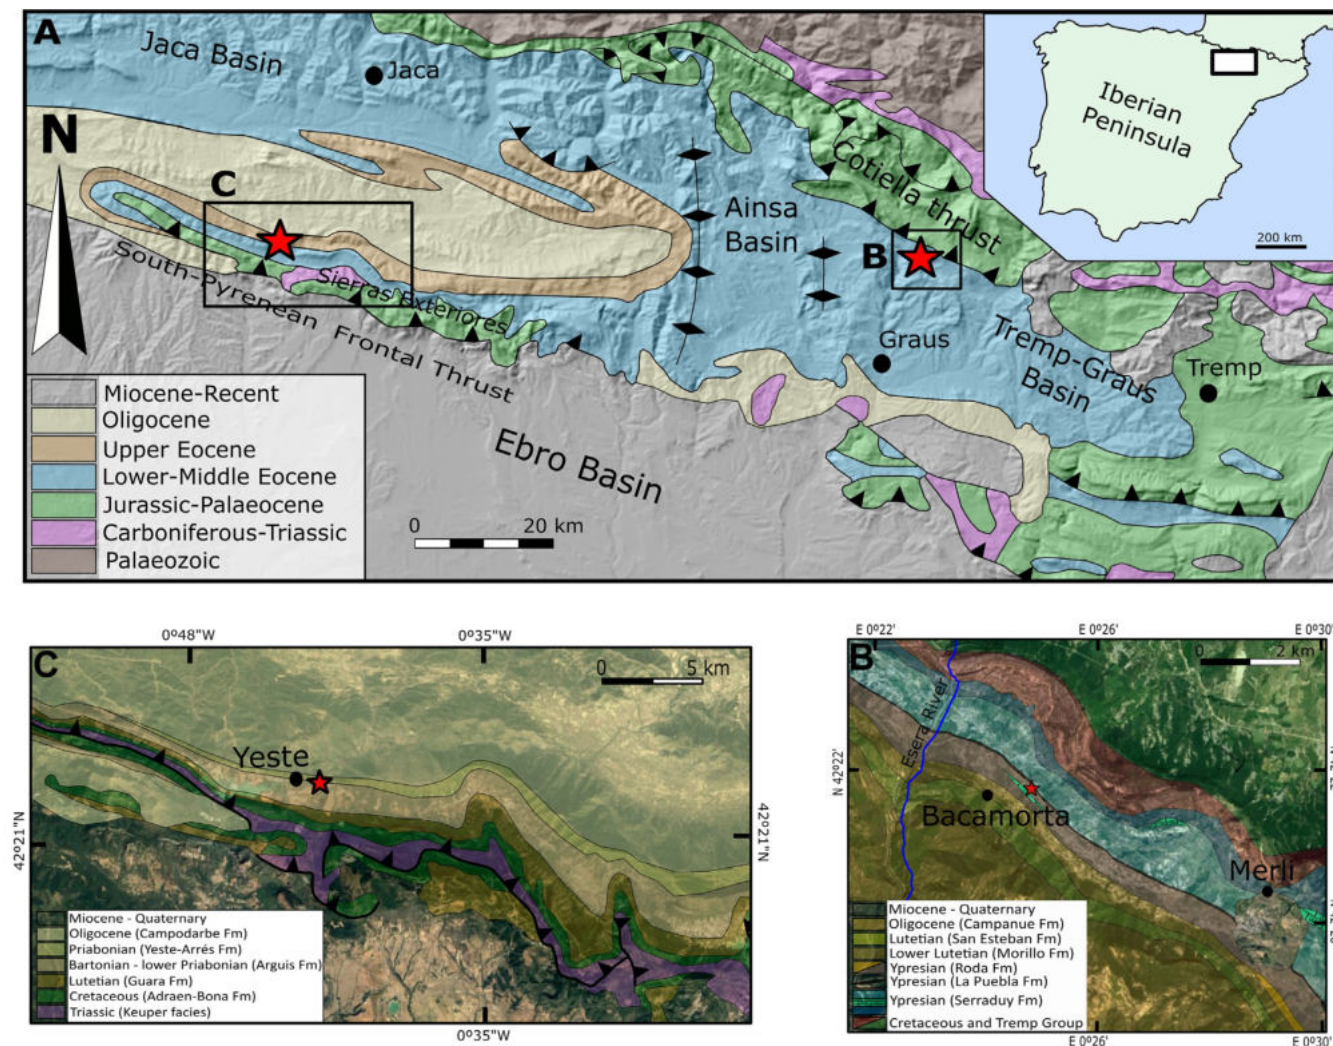 A
Jaca Basin
Jaca
N
C
Ainsa
Basin
Cotiella thrust
B
Iberian
Peninsula
200 km
South-Pyrenean Frontal Thrust
Sierras exteriores
Graus
Tremp-Graus
Basin
Tremp
Ebro Basin
0 20 km
Miocene-Recent
Oligocene
Upper Eocene
Lower-Middle Eocene
Jurassic-Palaeocene
Carboniferous-Triassic
Palaeozoic
0º48"W 0º35"W
C
0 5 km
Yeste
42º21"N
42º21"N
Miocene - Quaternary
Oligocene (Campodarbe Fm)
Priabonian (Yeste-Arrés Fm)
Bartonian - lower Priabonian (Arguis Fm)
Lutetian (Guara Fm)
Cretaceous (Adraen-Bona Fm)
Triassic (Keuper facies)
0º35"W
E 0º22' E 0º26' E 0º30'
B
0 2 km
Esera River
N 42º22'
Bacamorta
Merli
Miocene - Quaternary
Oligocene (Campanue Fm)
Lutetian (San Esteban Fm)
Lower Lutetian (Morillo Fm)
Ypresian (Roda Fm)
Ypresian (La Puebla Fm)
Ypresian (Serraduy Fm)
Cretaceous and Tremp Group
E 0º26' E 0º30'